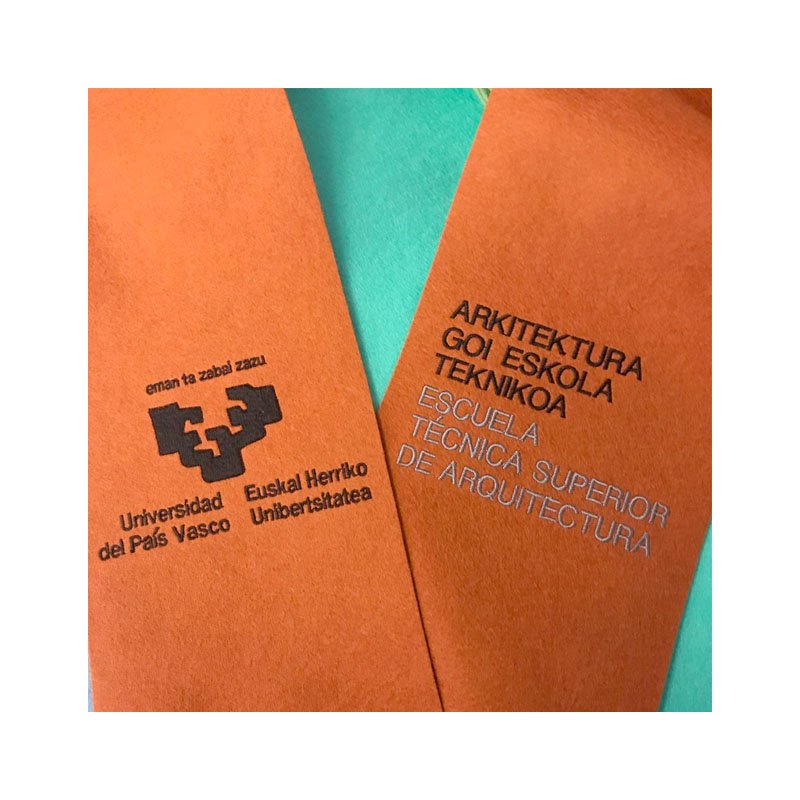 eman ta zabal zazu
Universidad
del País Vasco
Euskal Herriko
Unibertsitatea
ARKITEKTURA
GOI ESKOLA
TEKNIKOA
ESCUELA
TÉCNICA SUPERIOR
DE ARQUITECTURA